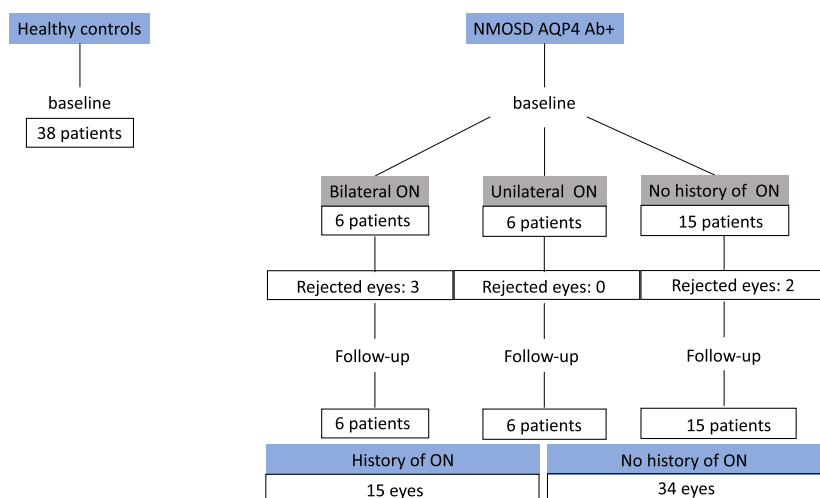 Healthy controls
NMOSD AQP4 Ab+
baseline
baseline
38 patients
Bilateral ON
Unilateral ON
No history of ON
6 patients
6 patients
15 patients
Rejected eyes: 3
Rejected eyes: 0
Rejected eyes: 2
Follow-up
Follow-up
Follow-up
6 patients
6 patients
15 patients
History of ON
No history of ON
15 eyes
34 eyes